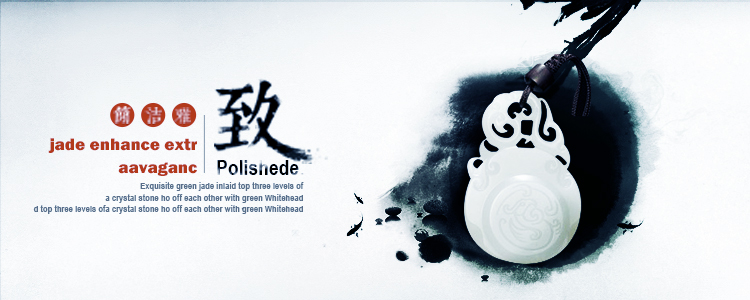 簡 洁 雅
致
jade enhance extr
aavaganc
Polishede
Exquisite green jade inlaid top three levels of
a crystal stone ho off each other with green Whitehead
d top three levels ofa crystal stone ho off each other with green Whitehead